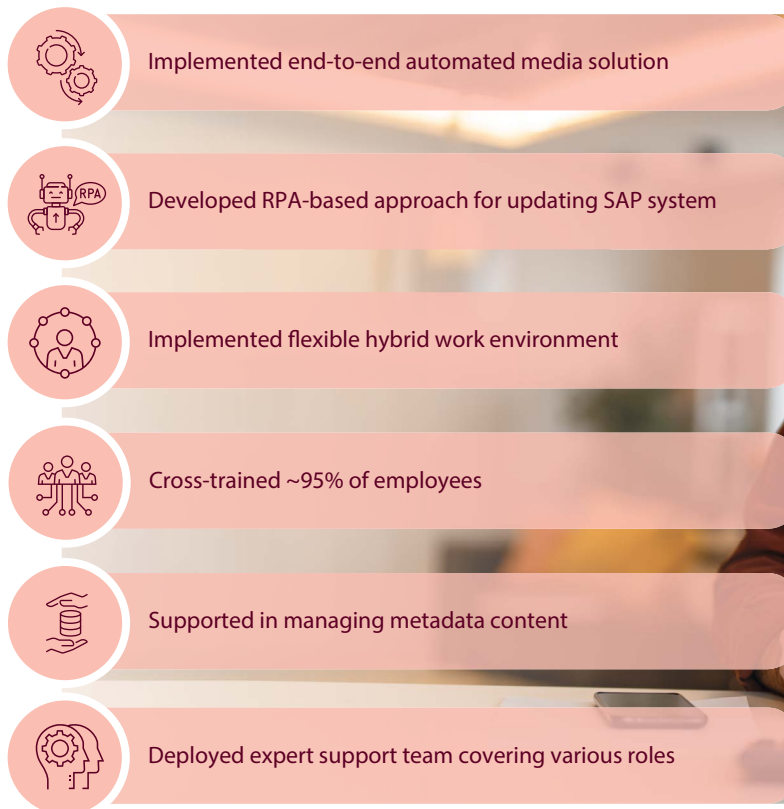 Implemented end-to-end automated media solution
RPA
Developed RPA-based approach for updating SAP system
Implemented flexible hybrid work environment
Cross-trained ~95% of employees
Supported in managing metadata content
Deployed expert support team covering various roles